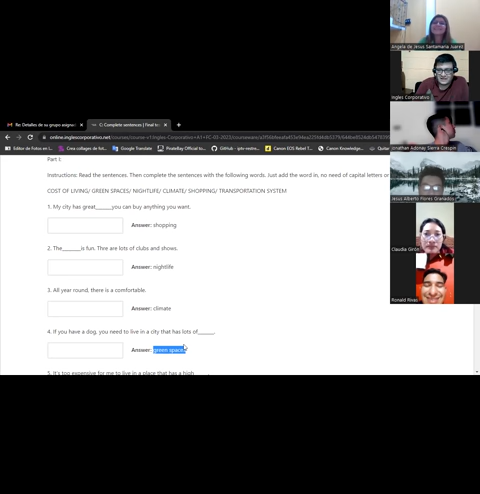 Re: Detalles de su grupo asignad
C: Complete sentences | Final te
online.inglescorporativo.net
Editor de Fotos en l...
Crea collages de fot...
Google Translate
PirateBay Official to...
GitHub - iptv-restre...
Canon EOS Rebel T...
Canon Knowledge...
Part I:
Instructions: Read the sentences. Then complete the sentences with the following words. Just add the word in, no need of capital letters or
COST OF LIVING/ GREEN SPACES/ NIGHTLIFE/ CLIMATE/ SHOPPING/ TRANSPORTATION SYSTEM
1. My city has great______you can buy anything you want.
Answer: shopping
2. The_______is fun. Thre are lots of clubs and shows.
Answer: nightlife
3. All year round, there is a comfortable.
Answer: climate
4. If you have a dog, you need to live in a city that has lots of______.
Answer: green spaces
5. It's too expensive for me to live in a place that has a high
Angela de Jesus Santamaria Juarez
Ingles Corporativo
Jonathan Adonay Sierra Crespin
Jesus Alberto Flores Granados
Claudia Girón
Ronald Rivas